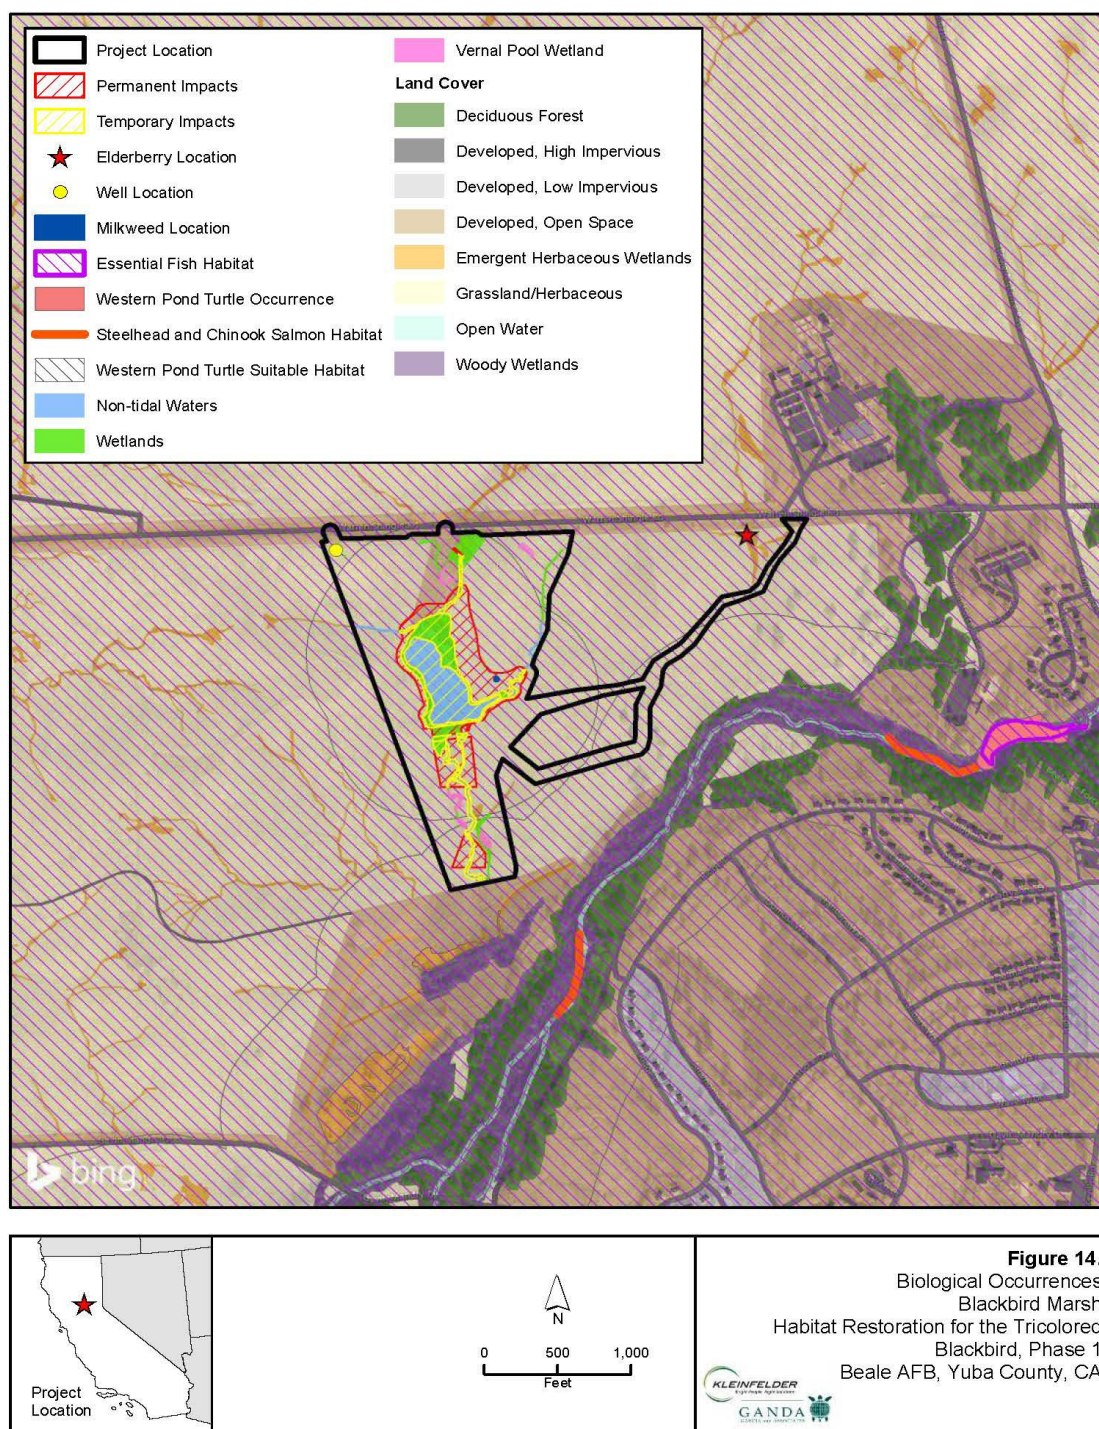 Project Location
Permanent Impacts
Temporary Impacts
Elderberry Location
Well Location
Milkweed Location
Essential Fish Habitat
Western Pond Turtle Occurrence
Steelhead and Chinook Salmon Habitat
Western Pond Turtle Suitable Habitat
Non-tidal Waters
Wetlands
Vernal Pool Wetland
Land Cover
Deciduous Forest
Developed, High Impervious
Developed, Low Impervious
Developed, Open Space
Emergent Herbaceous Wetlands
Grassland/Herbaceous
Open Water
Woody Wetlands
bing
Project
Location
N
0 500 1,000
Feet
Figure 14.
Biological Occurrences
Blackbird Marsh
Habitat Restoration for the Tricolored
Blackbird, Phase 1
Beale AFB, Yuba County, CA
KLEINFELDER
GANDA